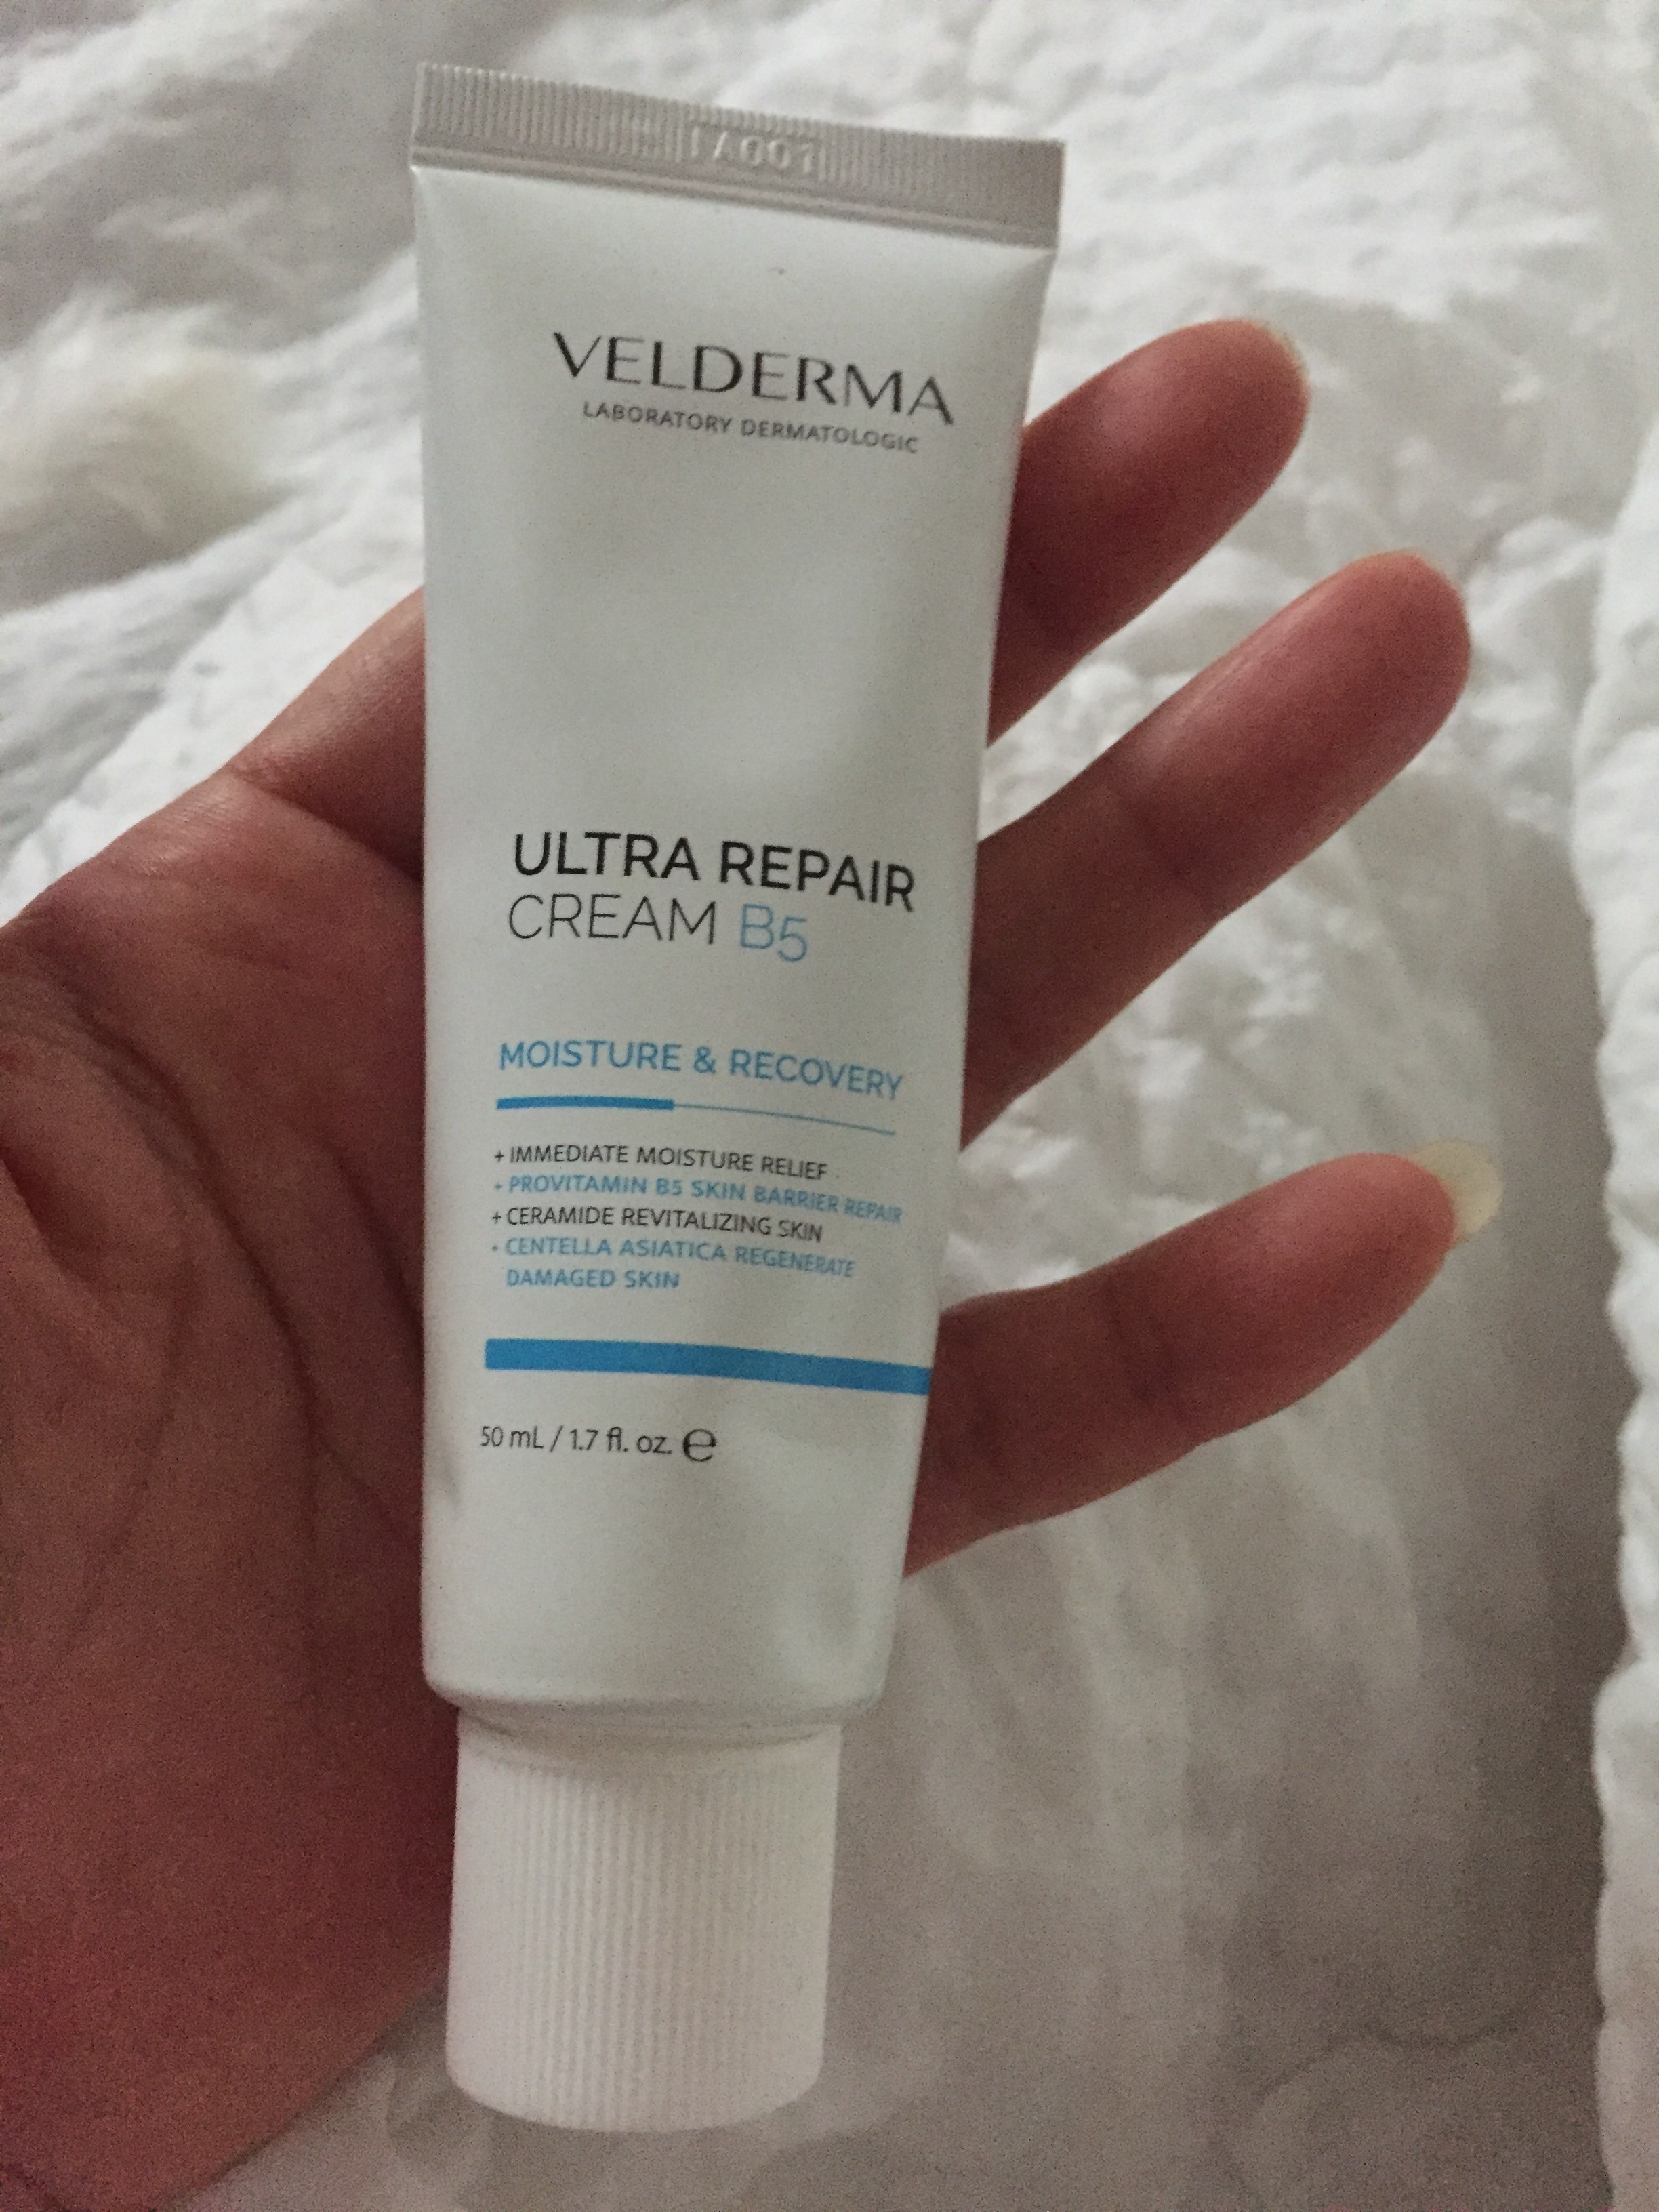 VELDERMA
LABORATORY DERMATOLOGIC
ULTRA REPAIR
CREAM B5
MOISTURE & RECOVERY
+ IMMEDIATE MOISTURE RELIEF
+ PROVITAMIN B5 SKIN BARRIER REPAIR
+ CERAMIDE REVITALIZING SKIN
+ CENTELLA ASIATICA REGENERATE
DAMAGED SKIN
50 mL / 1.7 fl. oz. ℮